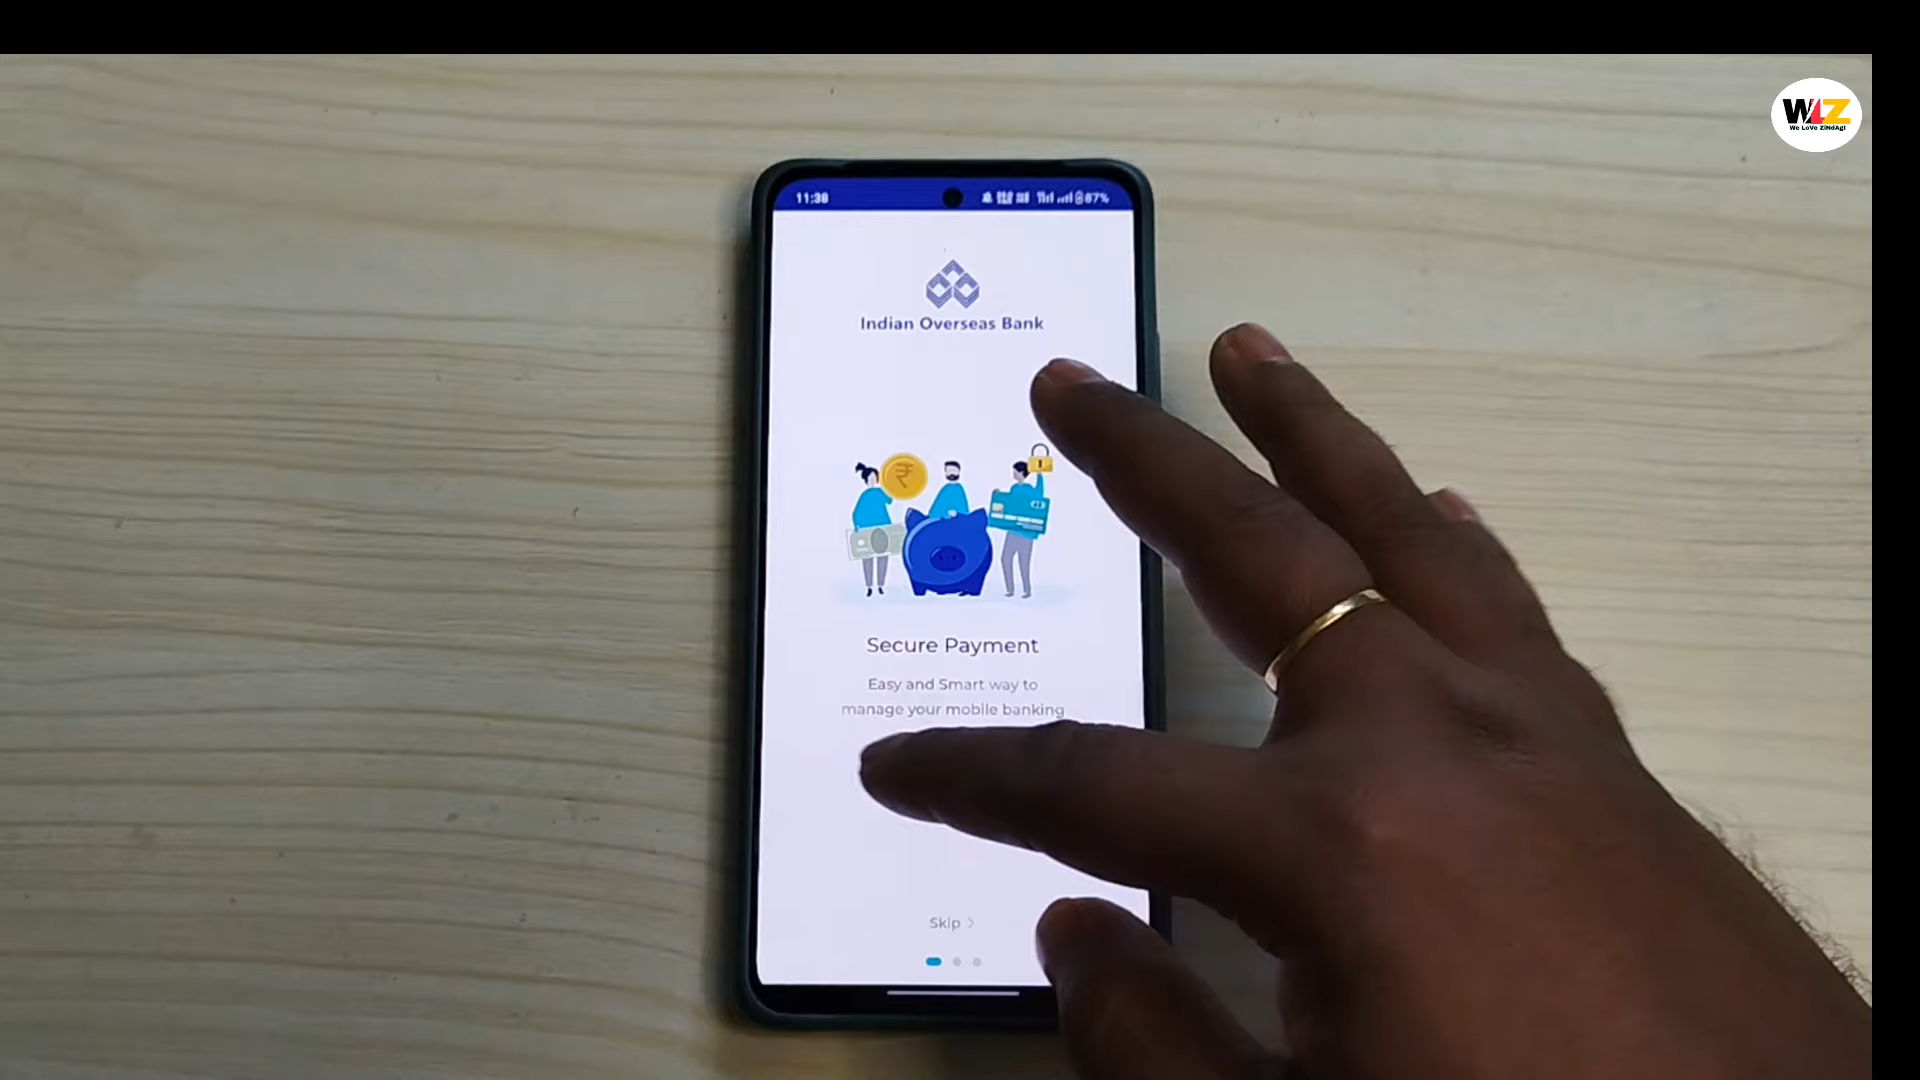 WLZ
We LoVe ZiNdAgI
11:38
87%
Indian Overseas Bank
₹
Secure Payment
Easy and Smart way to
manage your mobile banking
Skip >